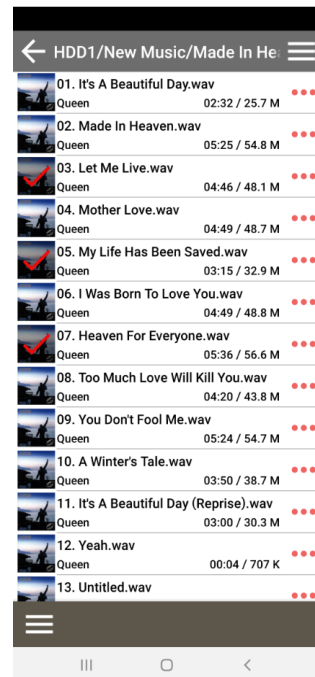 HDD1/New Music/Made In Hea
01. It's A Beautiful Day.wav
Queen 02:32 / 25.7 M
02. Made In Heaven.wav
Queen 05:25 / 54.8 M
03. Let Me Live.wav
Queen 04:46 / 48.1 M
04. Mother Love.wav
Queen 04:49 / 48.7 M
05. My Life Has Been Saved.wav
Queen 03:15 / 32.9 M
06. I Was Born To Love You.wav
Queen 04:49 / 48.8 M
07. Heaven For Everyone.wav
Queen 05:36 / 56.6 M
08. Too Much Love Will Kill You.wav
Queen 04:20 / 43.8 M
09. You Don't Fool Me.wav
Queen 05:24 / 54.7 M
10. A Winter's Tale.wav
Queen 03:50 / 38.7 M
11. It's A Beautiful Day (Reprise).wav
Queen 03:00 / 30.3 M
12. Yeah.wav
Queen 00:04 / 707 K
13. Untitled.wav